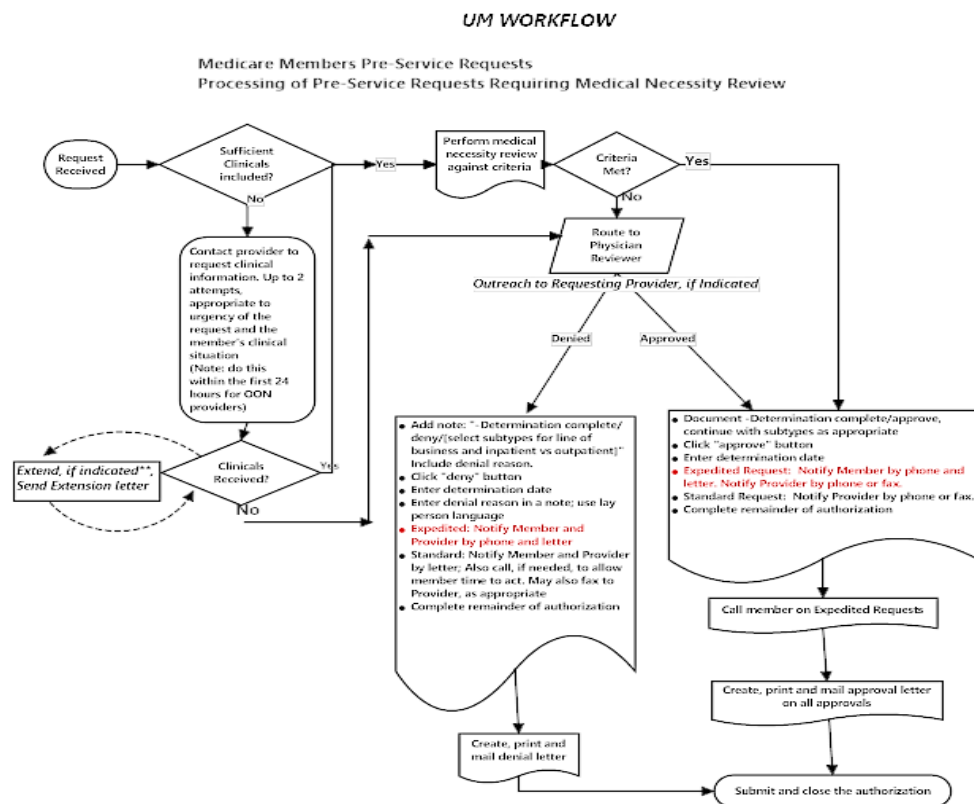 UM WORKFLOW
Medicare Members Pre-Service Requests
Processing of Pre-Service Requests Requiring Medical Necessity Review
Request
Received
Sufficient
Clinicals
included?
Yes
Perform medical
necessity review
against criteria
Criteria
Met?
Yes
No
No
Contact provider to
request clinical
information. Up to 2
attempts,
appropriate to
urgency of the
request and the
member's clinical
situation
(Note: do this
within the first 24
hours for OON
providers)
Route to
Physician
Reviewer
Outreach to Requesting Provider, if Indicated
Denied
Approved
Extend, if indicated**,
Send Extension letter
Clinicals
Received?
Yes
No
• Add note: "-Determination complete/
deny/[select subtypes for line of
business and inpatient vs outpatient]"
Include denial reason.
• Click "deny" button
• Enter determination date
• Enter denial reason in a note; use lay
person language
• Expedited: Notify Member and
Provider by phone and letter
• Standard: Notify Member and Provider
by letter; Also call, if needed, to allow
member time to act. May also fax to
Provider, as appropriate
• Complete remainder of authorization
• Document -Determination complete/approve,
continue with subtypes as appropriate
• Click "approve" button
• Enter determination date
• Expedited Request: Notify Member by phone and
letter. Notify Provider by phone or fax.
• Standard Request: Notify Provider by phone or fax.
• Complete remainder of authorization
Call member on Expedited Requests
Create, print and mail approval letter
on all approvals
Create, print and
mail denial letter
Submit and close the authorization